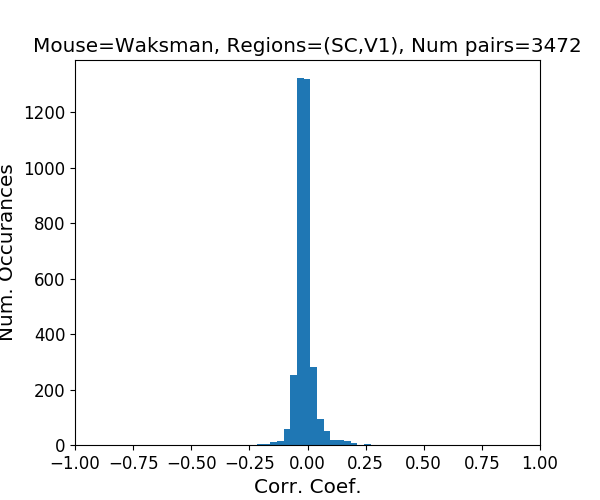 Mouse=Waksman, Regions=(SC,V1), Num pairs=3472
1200
1000
800
600
400
200
0
Num. Occurances
−1.00 −0.75 −0.50 −0.25 0.00 0.25 0.50 0.75 1.00
Corr. Coef.